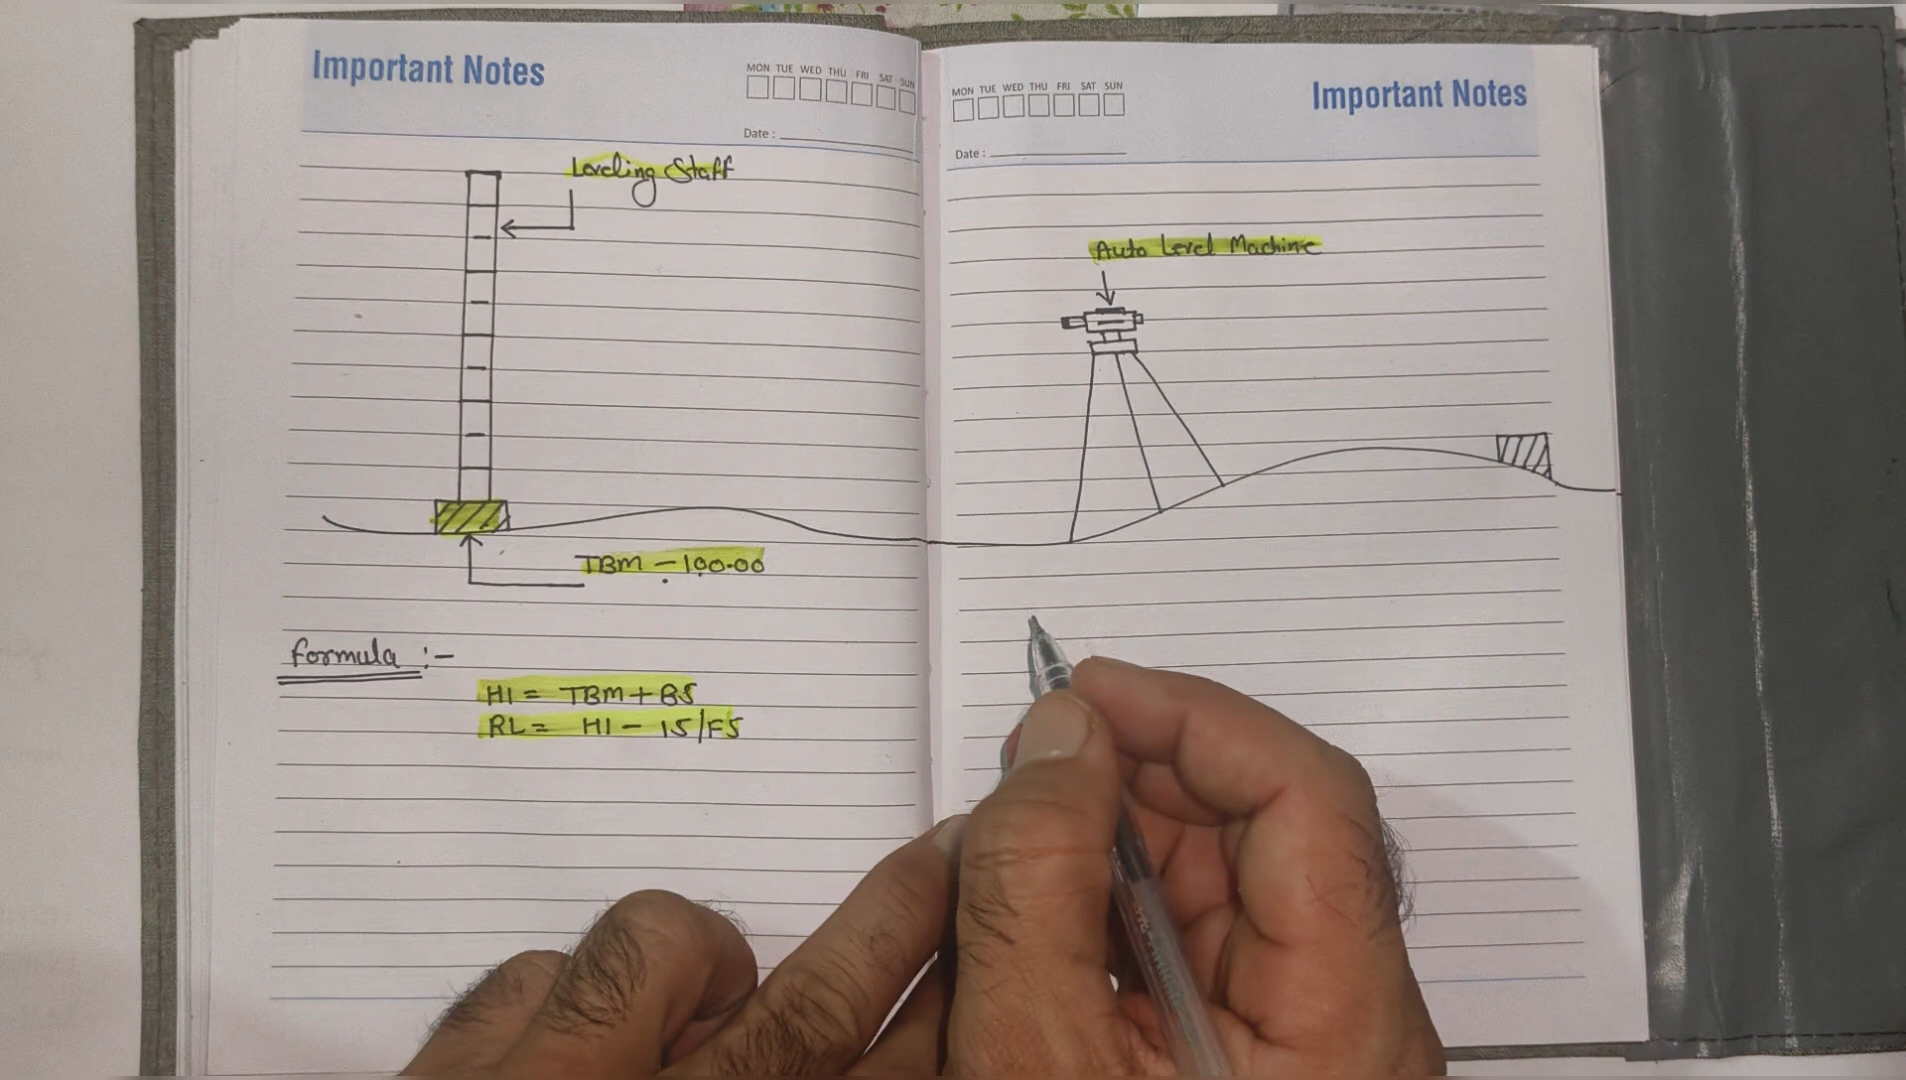 Important Notes
MON TUE WED THU FRI SAT SUN
Date :
Leveling Staff
TBM - 100.00
formula :-
HI = TBM + BS
RL = HI - IS/FS
MON TUE WED THU FRI SAT SUN
Important Notes
Date :
Auto Level Machine